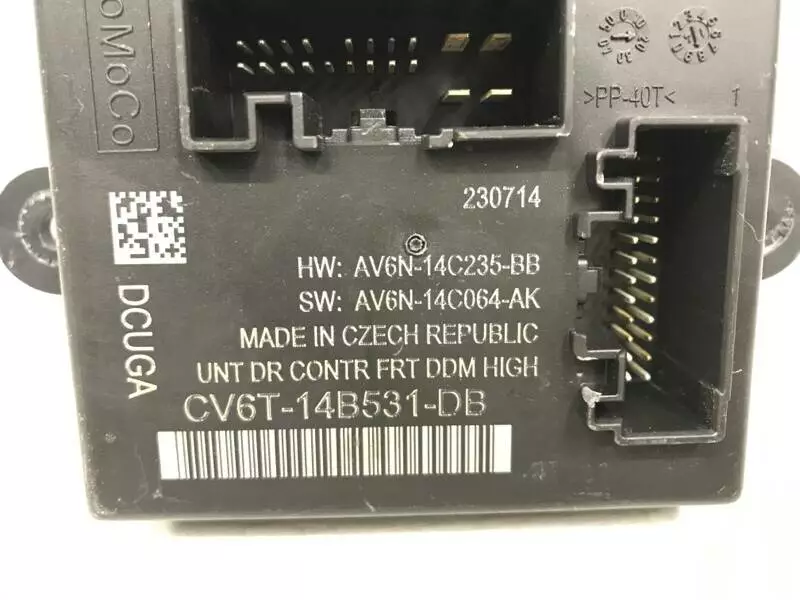 oMoCo
>PP-40T<
1
230714
HW: AV6N-14C235-BB
SW: AV6N-14C064-AK
MADE IN CZECH REPUBLIC
UNT DR CONTR FRT DDM HIGH
CV6T-14B531-DB
DCUGA